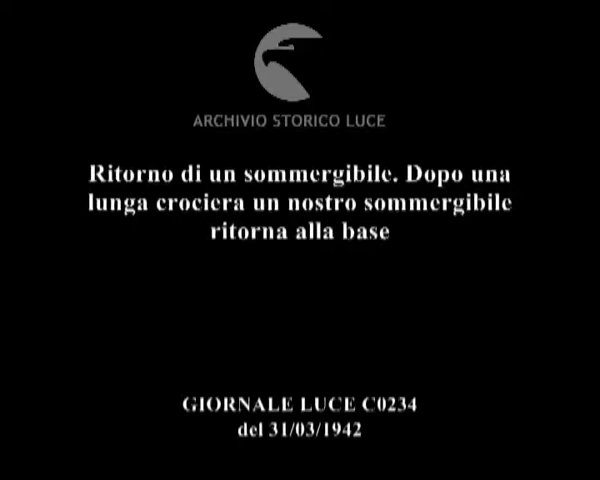 ARCHIVIO STORICO LUCE
Ritorno di un sommergibile. Dopo una
lunga crociera un nostro sommergibile
ritorna alla base
GIORNALE LUCE C0234
del 31/03/1942